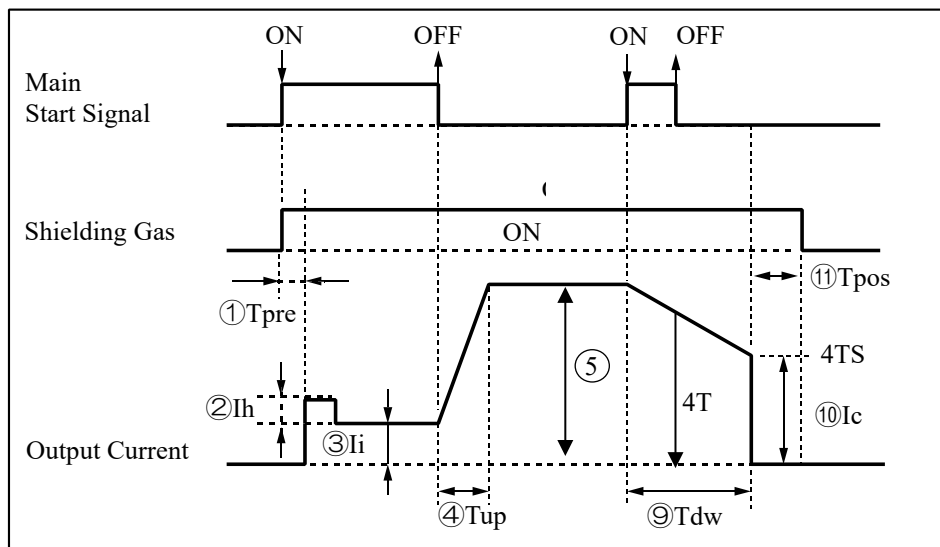 ON
OFF
ON
OFF
Main
Start Signal
Shielding Gas
ON
①Tpre
⑪Tpos
②Ih
③Ii
⑤
4T
4TS
⑩Ic
Output Current
④Tup
⑨Tdw